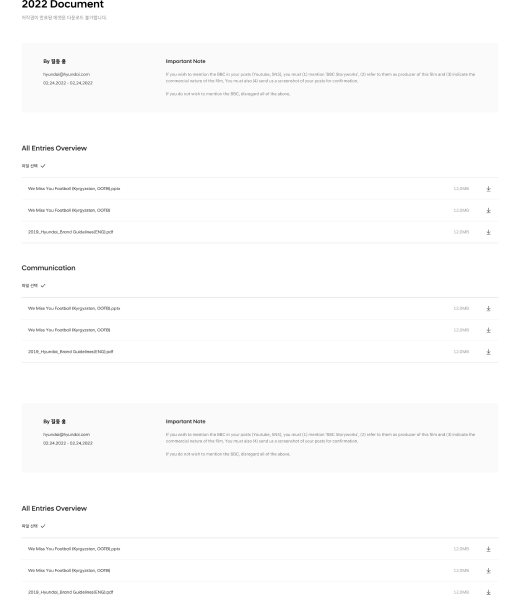 2022 Document
저작권이 만료된 에셋은 다운로드 불가합니다.
By 길동 홍
hyundai@hyundai.com
02.24.2022 - 02.24.2022
Important Note
If you wish to mention the BBC in your posts (Youtube, SNS), you must (1) mention 'BBC Storyworks', (2) refer to them as producer of this film and (3) indicate the
commercial nature of the film. You must also (4) send us a screenshot of your posts for confirmation.
If you do not wish to mention the BBC, disregard all of the above.
All Entries Overview
파일 선택
We Miss You Football (Kyrgyzstan, OOTB).pptx 12.8MB
We Miss You Football (Kyrgyzstan, OOTB) 12.8MB
2019_Hyundai_Brand Guidelines(ENG).pdf 12.8MB
Communication
파일 선택
We Miss You Football (Kyrgyzstan, OOTB).pptx 12.8MB
We Miss You Football (Kyrgyzstan, OOTB) 12.8MB
2019_Hyundai_Brand Guidelines(ENG).pdf 12.8MB
By 길동 홍
hyundai@hyundai.com
02.24.2022 - 02.24.2022
Important Note
If you wish to mention the BBC in your posts (Youtube, SNS), you must (1) mention 'BBC Storyworks', (2) refer to them as producer of this film and (3) indicate the
commercial nature of the film. You must also (4) send us a screenshot of your posts for confirmation.
If you do not wish to mention the BBC, disregard all of the above.
All Entries Overview
파일 선택
We Miss You Football (Kyrgyzstan, OOTB).pptx 12.8MB
We Miss You Football (Kyrgyzstan, OOTB) 12.8MB
2019_Hyundai_Brand Guidelines(ENG).pdf 12.8MB